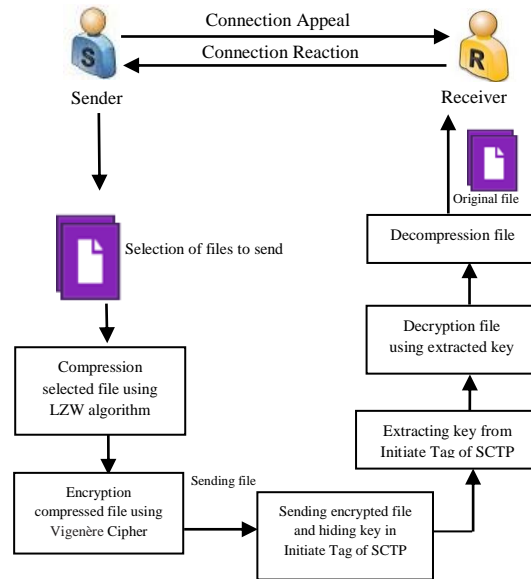 Connection Appeal
Connection Reaction
S
R
Sender
Receiver
Original file
Selection of files to send
Decompression file
Decryption file
using extracted key
Compression
selected file using
LZW algorithm
Extracting key from
Initiate Tag of SCTP
Encryption
compressed file using
Vigenère Cipher
Sending file
Sending encrypted file
and hiding key in
Initiate Tag of SCTP